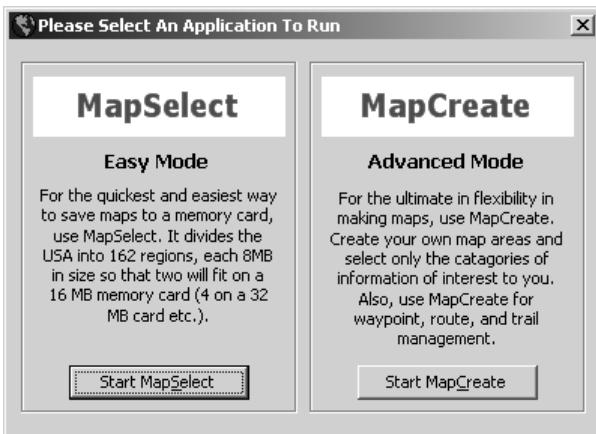 Please Select An Application To Run
MapSelect
Easy Mode
For the quickest and easiest way
to save maps to a memory card,
use MapSelect. It divides the
USA into 162 regions, each 8MB
in size so that two will fit on a
16 MB memory card (4 on a 32
MB card etc.).
Start MapSelect
MapCreate
Advanced Mode
For the ultimate in flexibility in
making maps, use MapCreate.
Create your own map areas and
select only the catagories of
information of interest to you.
Also, use MapCreate for
waypoint, route, and trail
management.
Start MapCreate